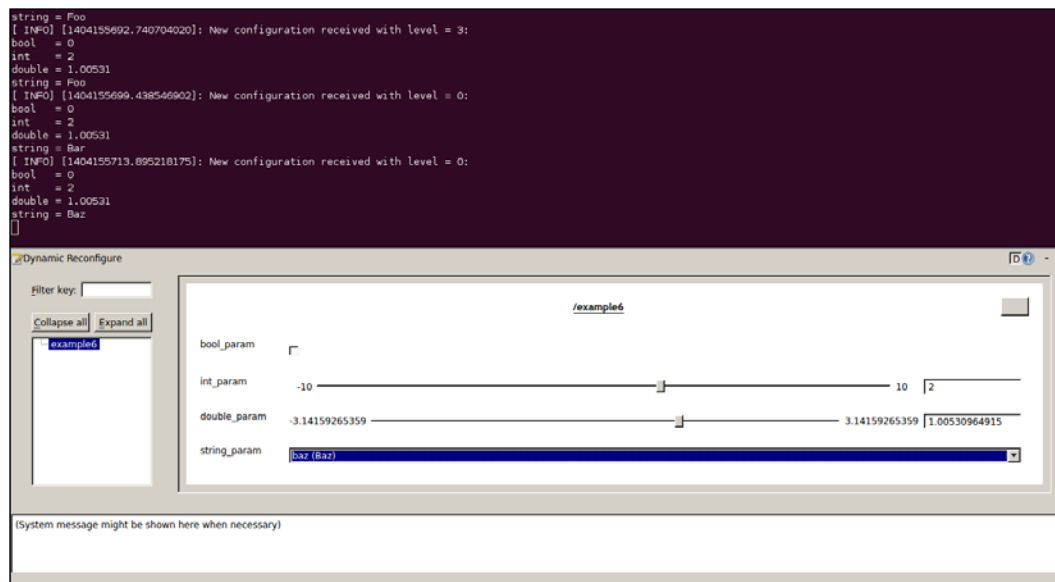 string = Foo
[ INFO] [1404155692.740704020]: New configuration received with level = 3:
bool   = 0
int    = 2
double = 1.00531
string = Foo
[ INFO] [1404155699.438546902]: New configuration received with level = 0:
bool   = 0
int    = 2
double = 1.00531
string = Bar
[ INFO] [1404155713.895218175]: New configuration received with level = 0:
bool   = 0
int    = 2
double = 1.00531
string = Baz
Dynamic Reconfigure D ? -
Filter key:
Collapse all Expand all
example6
/example6
bool_param
int_param -10 10 2
double_param -3.14159265359 3.14159265359 1.00530964915
string_param baz (Baz)
(System message might be shown here when necessary)